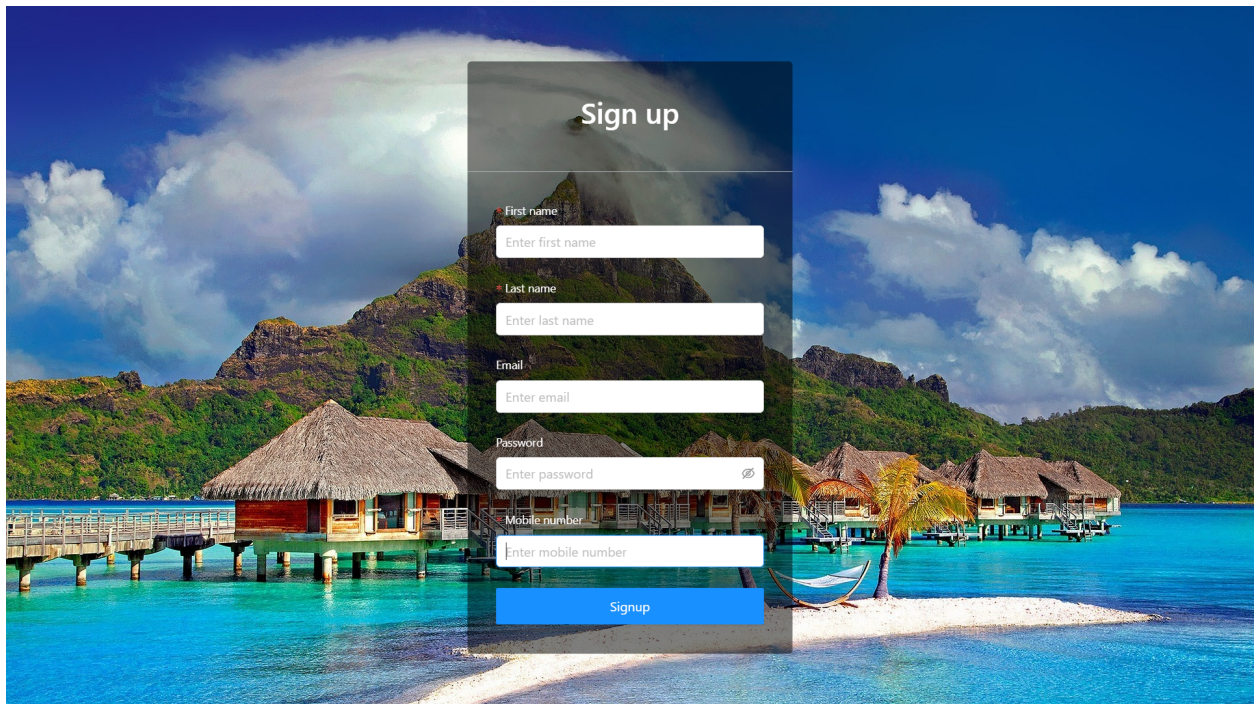 Sign up
* First name
Enter first name
* Last name
Enter last name
Email
Enter email
Password
Enter password
* Mobile number
Enter mobile number
Signup